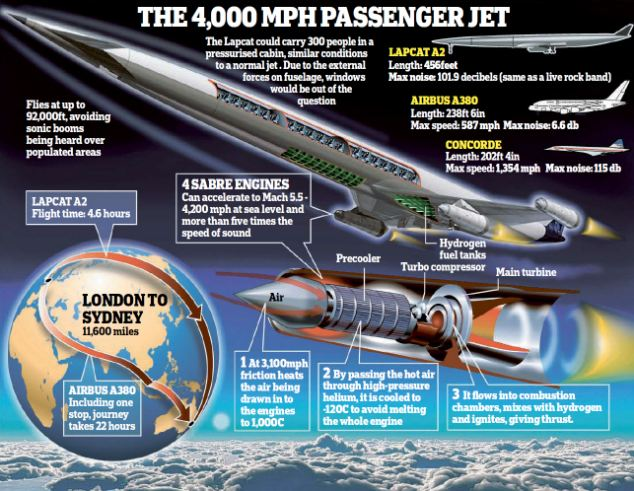 THE 4,000 MPH PASSENGER JET
The Lapcat could carry 300 people in a
pressurised cabin, similar conditions
to a normal jet. Due to the external
forces on fuselage, windows
would be out of the
question
LAPCAT A2
Length: 456feet
Max noise: 101.9 decibels (same as a live rock band)
AIRBUS A380
Length: 238ft 6in
Max speed: 587 mph Max noise: 6.6 db
CONCORDE
Length: 202ft 4in
Max speed: 1,354 mph Max noise: 115 db
Flies at up to
92,000ft, avoiding
sonic booms
being heard over
populated areas
4 SABRE ENGINES
Can accelerate to Mach 5.5 -
4,200 mph at sea level and
more than five times the
speed of sound
LAPCAT A2
Flight time: 4.6 hours
Hydrogen
fuel tanks
Precooler
Turbo compressor
Main turbine
Air
LONDON TO
SYDNEY
11,600 miles
AIRBUS A380
Including one
stop, journey
takes 22 hours
1 At 3,100mph
friction heats
the air being
drawn in to
the engines
to 1,000C
2 By passing the hot air
through high-pressure
helium, it is cooled to
-120C to avoid melting
the whole engine
3 It flows into combustion
chambers, mixes with hydrogen
and ignites, giving thrust.